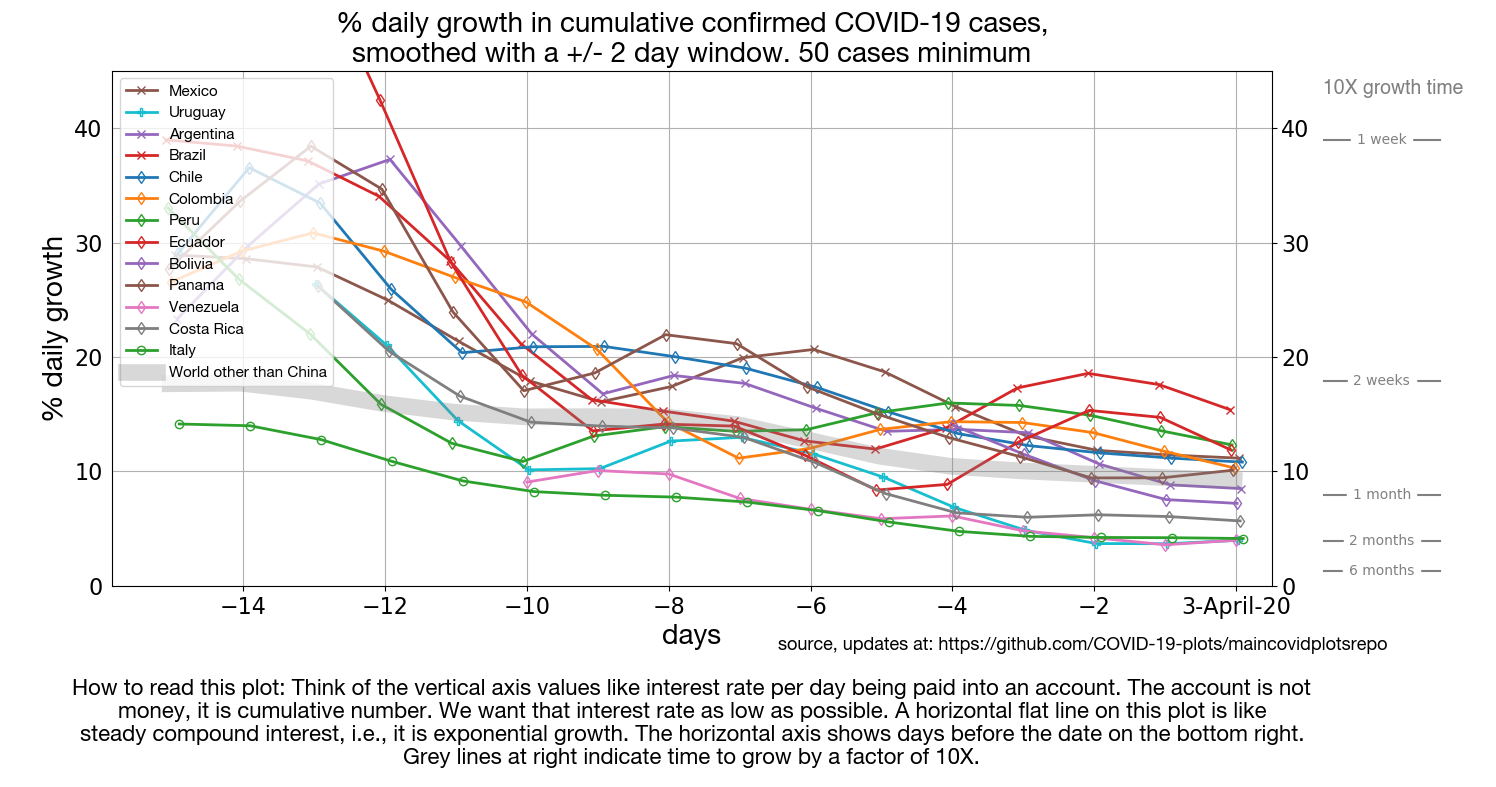 % daily growth in cumulative confirmed COVID-19 cases,
smoothed with a +/- 2 day window. 50 cases minimum
10X growth time
Mexico
Uruguay
Argentina
Brazil
Chile
Colombia
Peru
Ecuador
Bolivia
Panama
Venezuela
Costa Rica
Italy
World other than China
% daily growth
40
30
20
10
0
40
30
20
10
0
1 week
2 weeks
1 month
2 months
6 months
−14 −12 −10 −8 −6 −4 −2 3-April-20
days
source, updates at: https://github.com/COVID-19-plots/maincovidplotsrepo
How to read this plot: Think of the vertical axis values like interest rate per day being paid into an account. The account is not
money, it is cumulative number. We want that interest rate as low as possible. A horizontal flat line on this plot is like
steady compound interest, i.e., it is exponential growth. The horizontal axis shows days before the date on the bottom right.
Grey lines at right indicate time to grow by a factor of 10X.